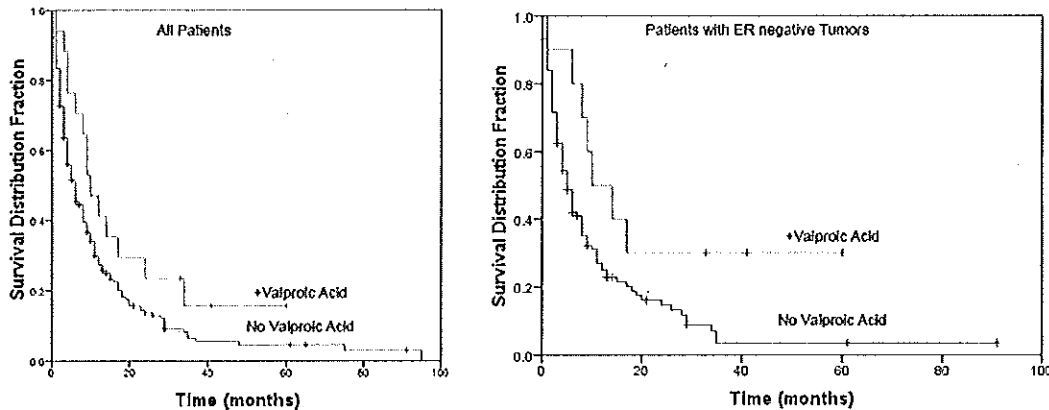 All Patients
Survival Distribution Fraction
1.0
0.8
0.6
0.4
0.2
0.0
+Valproic Acid
No Valproic Acid
0
20
40
60
80
100
Time (months)
Patients with ER negative Tumors
Survival Distribution Fraction
1.0
0.8
0.6
0.4
0.2
0.0
+Valproic Acid
No Valproic Acid
0
20
40
60
80
100
Time (months)